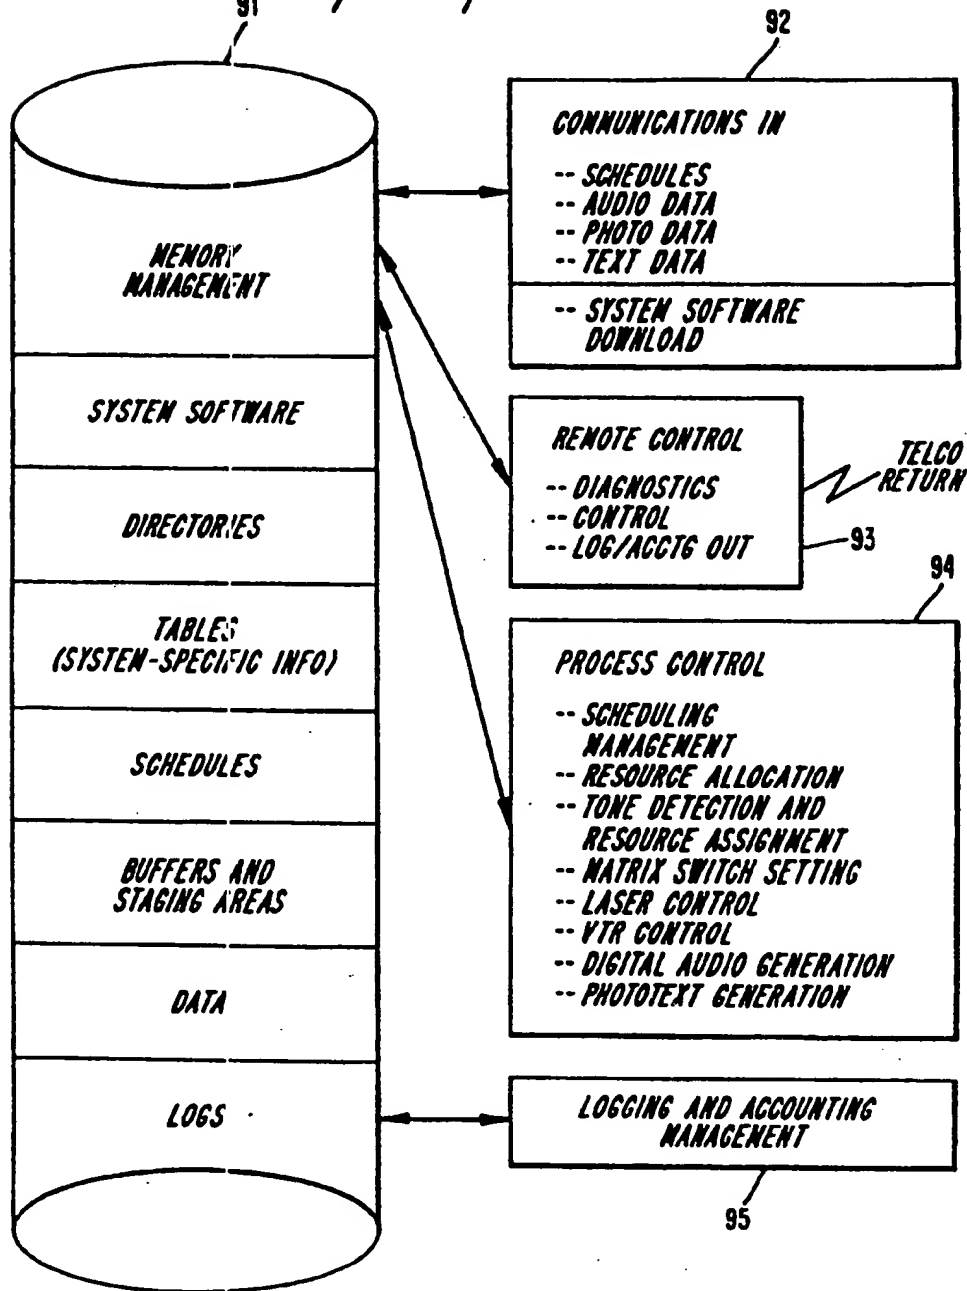 91
MEMORY
MANAGEMENT
SYSTEM SOFTWARE
DIRECTORIES
TABLES
(SYSTEM-SPECIFIC INFO)
SCHEDULES
BUFFERS AND
STAGING AREAS
DATA
LOGS
92
COMMUNICATIONS IN
-- SCHEDULES
-- AUDIO DATA
-- PHOTO DATA
-- TEXT DATA
-- SYSTEM SOFTWARE
DOWNLOAD
REMOTE CONTROL
-- DIAGNOSTICS
-- CONTROL
-- LOG/ACCTG OUT
TELCO
RETURN
93
94
PROCESS CONTROL
-- SCHEDULING
MANAGEMENT
-- RESOURCE ALLOCATION
-- TONE DETECTION AND
RESOURCE ASSIGNMENT
-- MATRIX SWITCH SETTING
-- LASER CONTROL
-- VTR CONTROL
-- DIGITAL AUDIO GENERATION
-- PHOTOTEXT GENERATION
LOGGING AND ACCOUNTING
MANAGEMENT
95